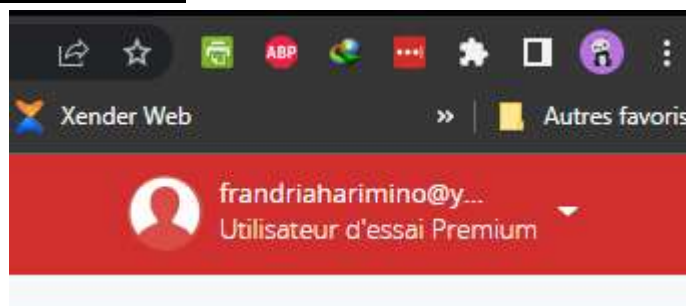 ABP
Xender Web
»
Autres favoris
frandriaharimino@y...
Utilisateur d'essai Premium